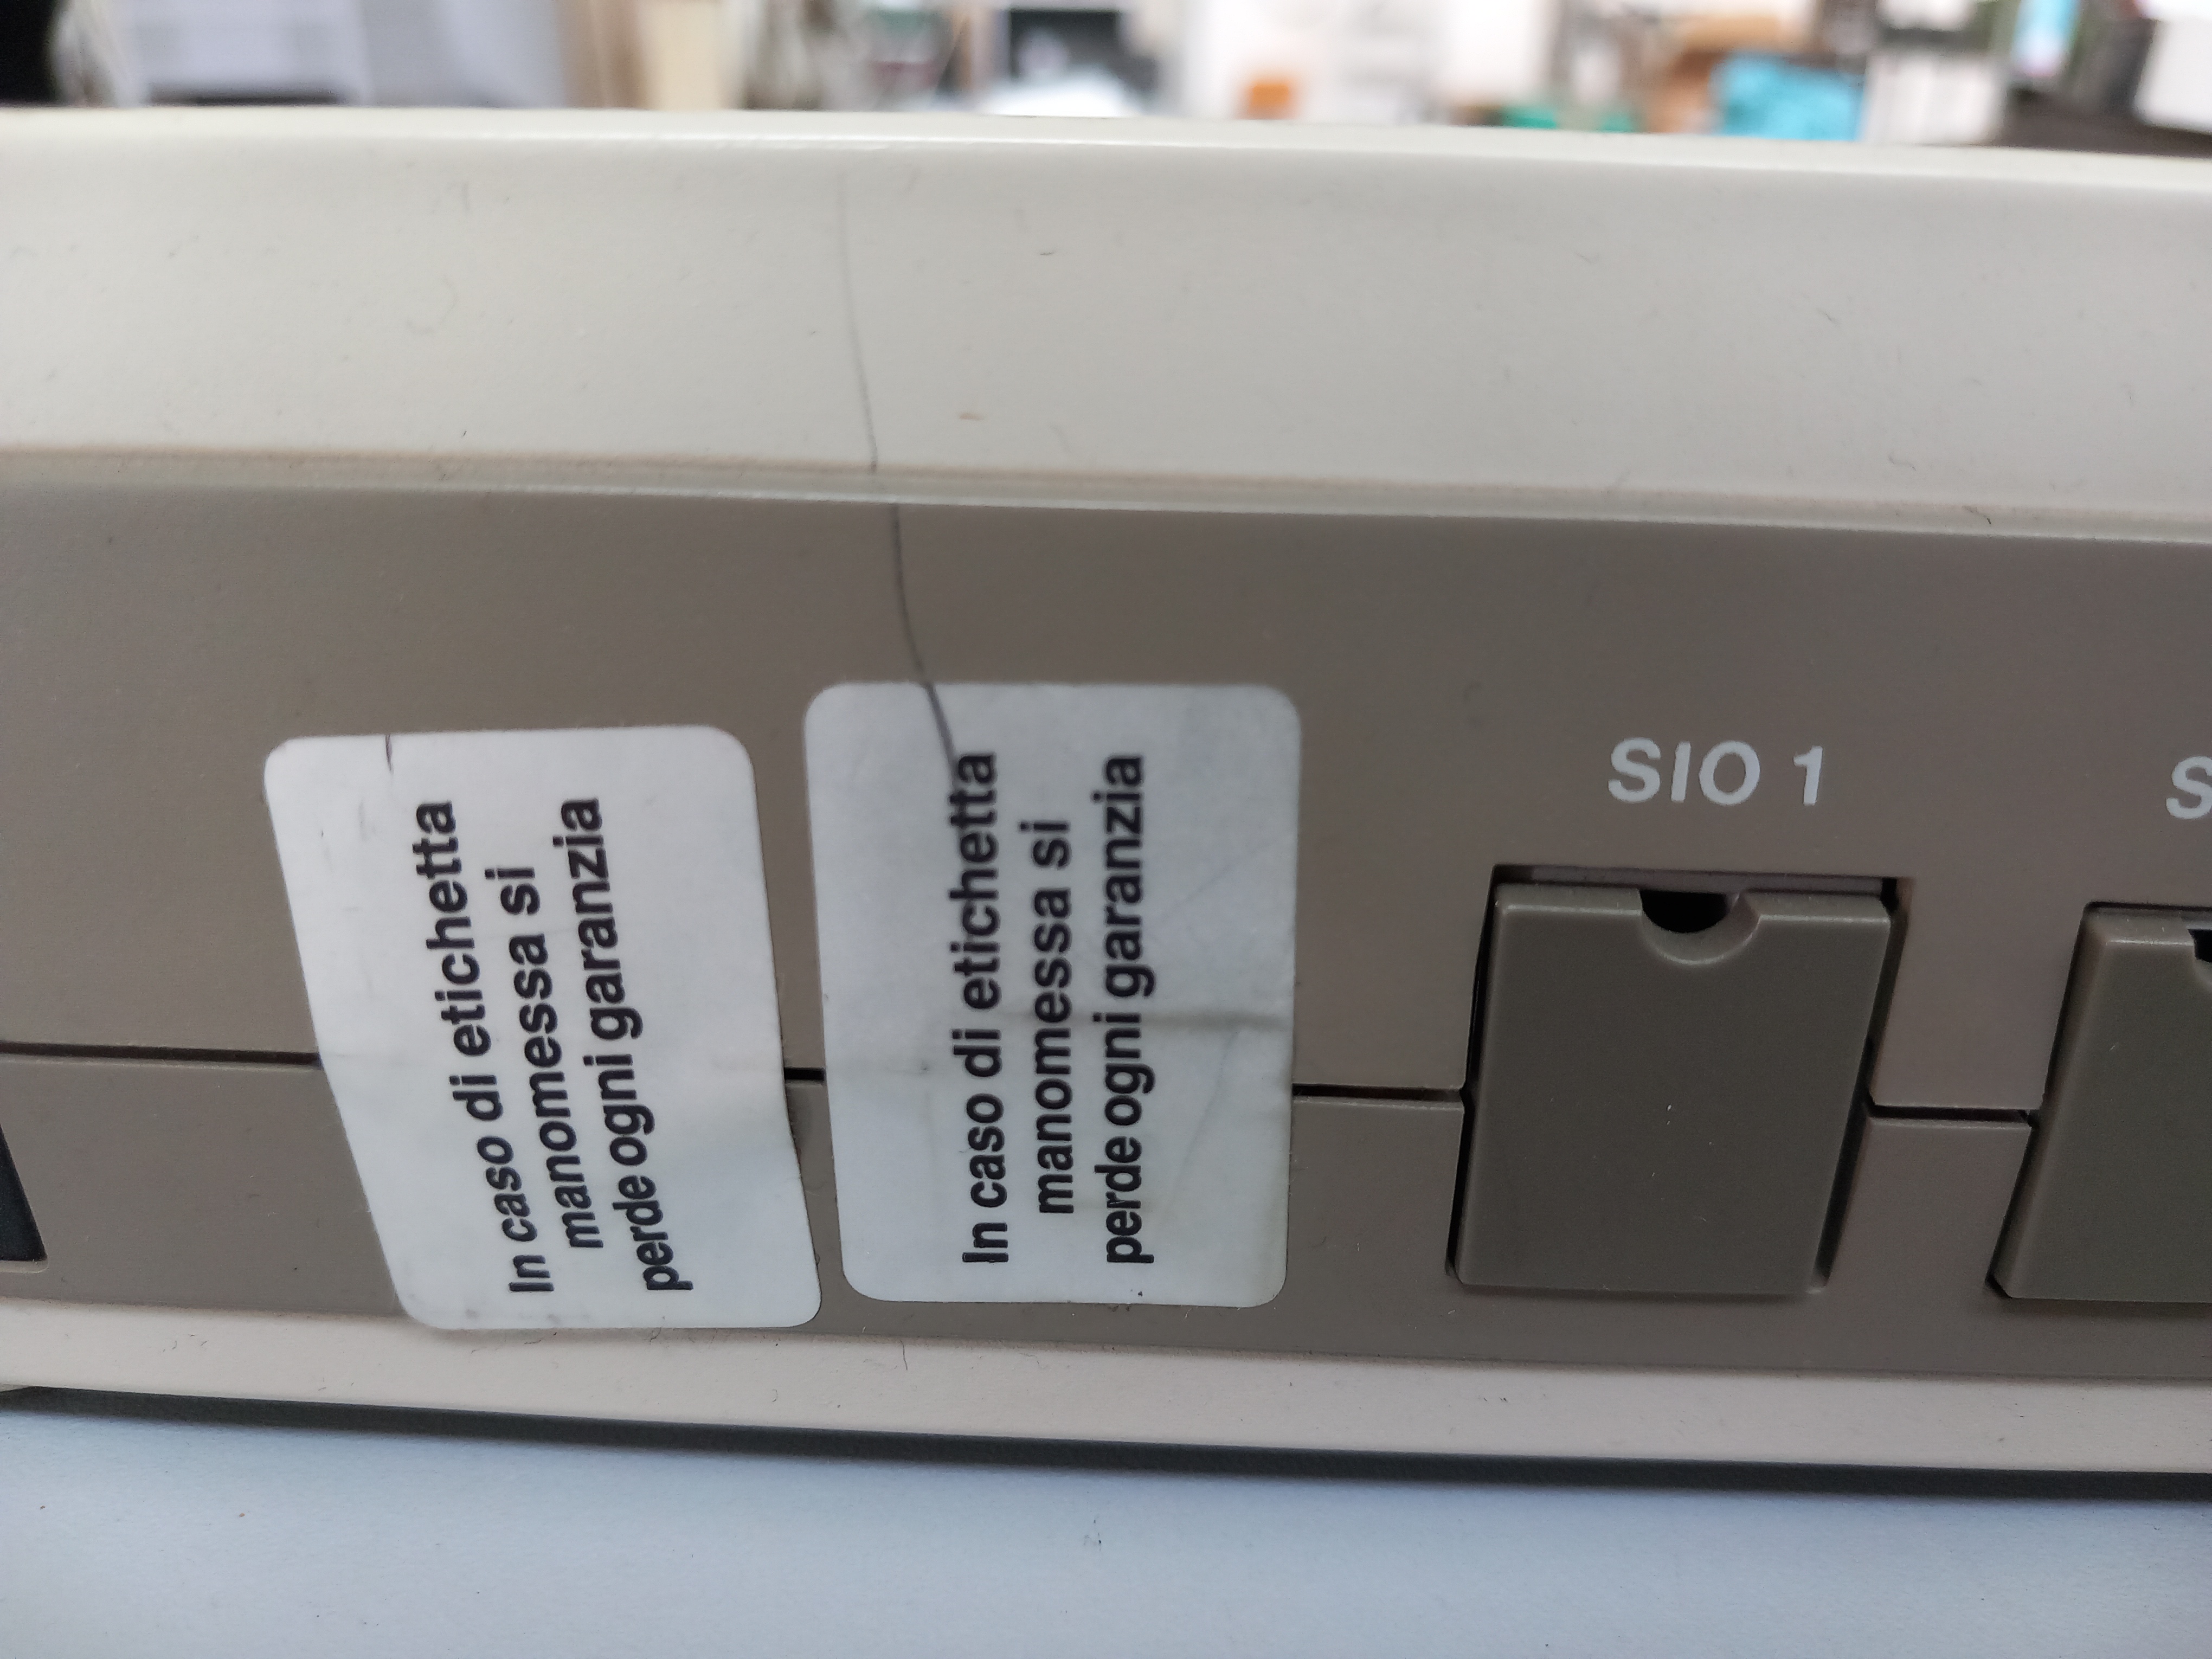 In caso di etichetta
manomessa si
perde ogni garanzia
In caso di etichetta
manomessa si
perde ogni garanzia
SIO 1